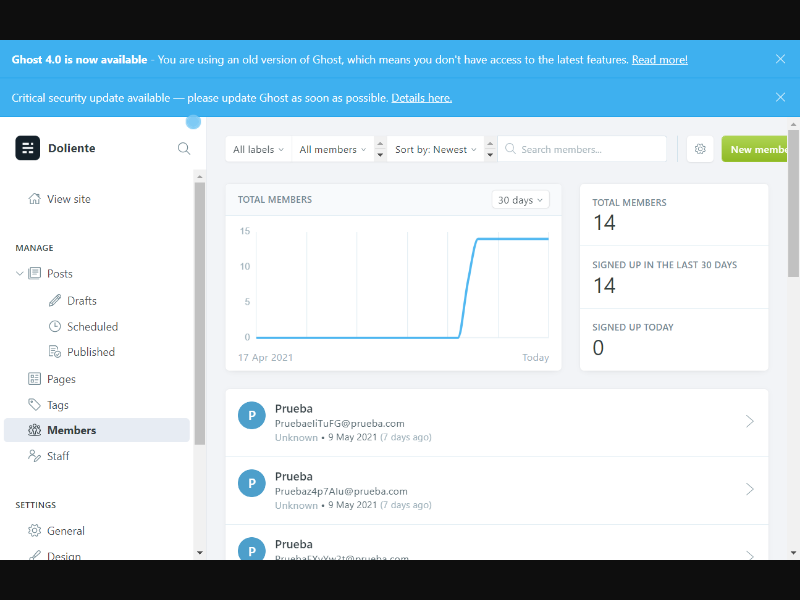 Ghost 4.0 is now available - You are using an old version of Ghost, which means you don't have access to the latest features. Read more!
Critical security update available — please update Ghost as soon as possible. Details here.
Doliente
View site
MANAGE
Posts
Drafts
Scheduled
Published
Pages
Tags
Members
Staff
SETTINGS
General
Design
All labels
All members
Sort by: Newest
Search members...
New membe
TOTAL MEMBERS
30 days
15
10
5
0
17 Apr 2021
Today
TOTAL MEMBERS
14
SIGNED UP IN THE LAST 30 DAYS
14
SIGNED UP TODAY
0
P
Prueba
PruebaeIiTuFG@prueba.com
Unknown • 9 May 2021 (7 days ago)
P
Prueba
Pruebaz4p7AIu@prueba.com
Unknown • 9 May 2021 (7 days ago)
P
Prueba